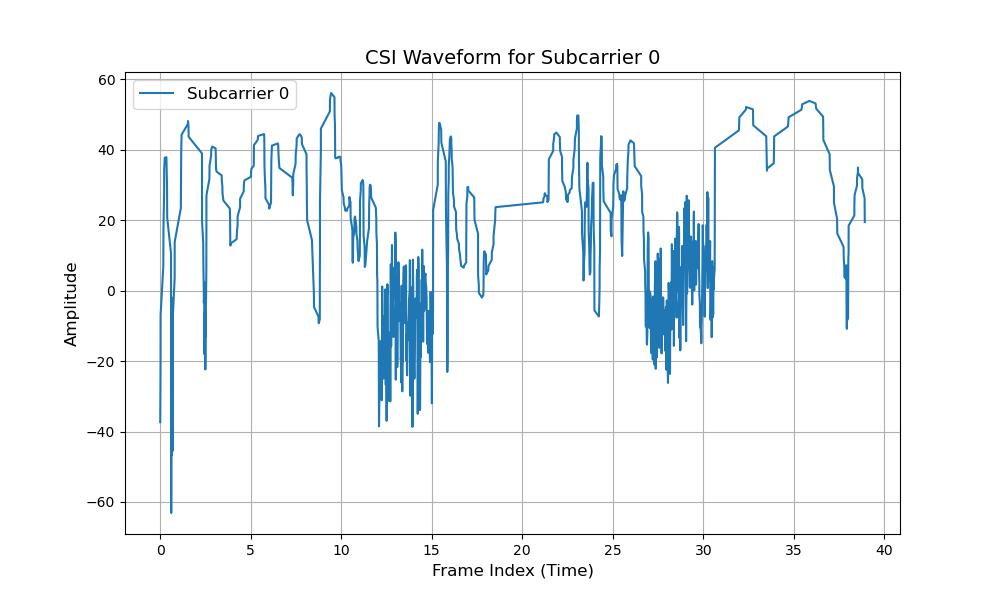 CSI Waveform for Subcarrier 0
Subcarrier 0
Amplitude
60
40
20
0
−20
−40
−60
0 5 10 15 20 25 30 35 40
Frame Index (Time)